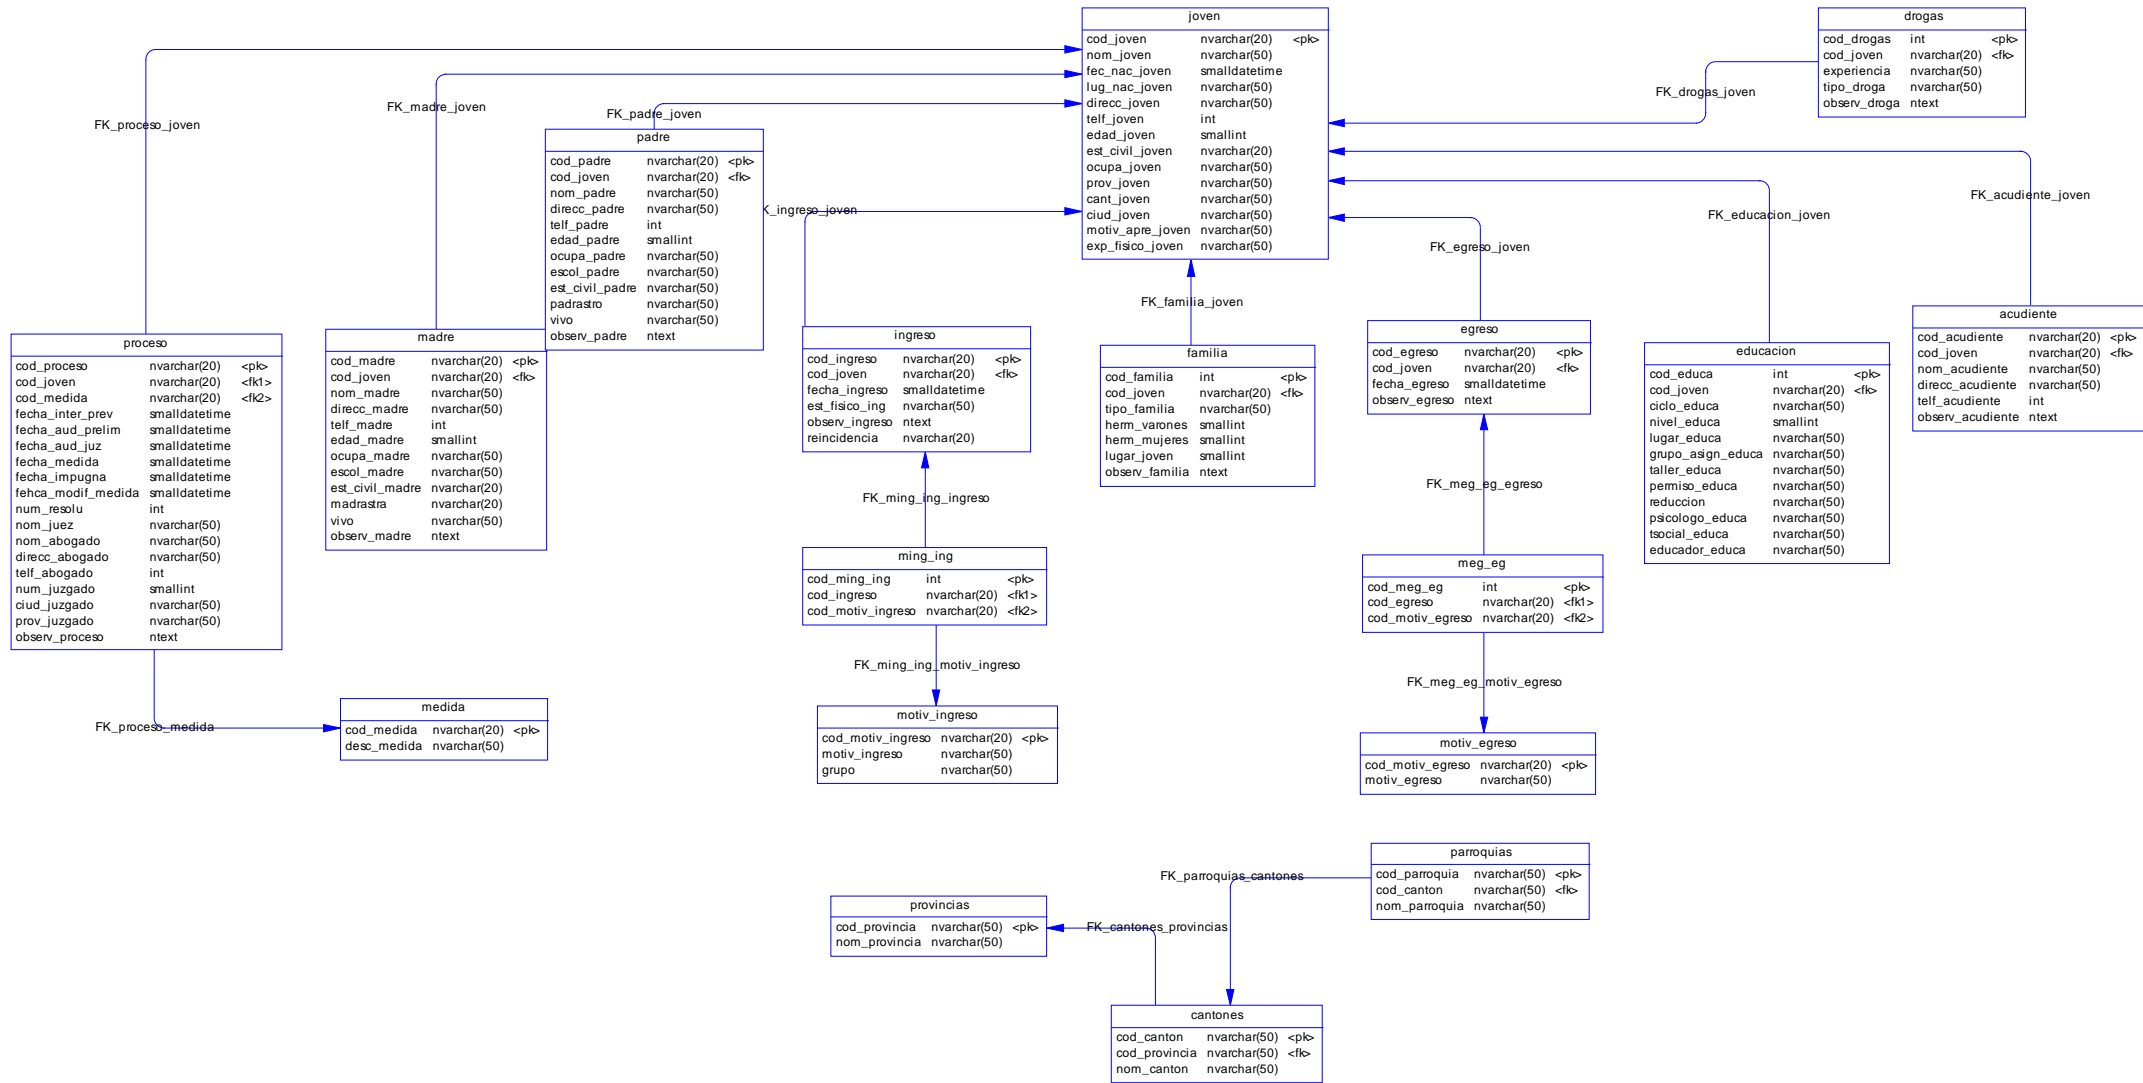 joven
cod_joven nvarchar(20) <pk>
nom_joven nvarchar(50)
fec_nac_joven smalldatetime
lug_nac_joven nvarchar(50)
direcc_joven nvarchar(50)
telf_joven int
edad_joven smallint
est_civil_joven nvarchar(20)
ocupa_joven nvarchar(50)
prov_joven nvarchar(50)
cant_joven nvarchar(50)
ciud_joven nvarchar(50)
motiv_apre_joven nvarchar(50)
exp_fisico_joven nvarchar(50)
drogas
cod_drogas int <pk>
cod_joven nvarchar(20) <fk>
experiencia nvarchar(50)
tipo_droga nvarchar(50)
observ_droga ntext
FK_proceso_joven
FK_madre_joven
FK_padre_joven
K_ingreso_joven
FK_familia_joven
FK_egreso_joven
FK_drogas_joven
FK_educacion_joven
FK_acudiente_joven
padre
cod_padre nvarchar(20) <pk>
cod_joven nvarchar(20) <fk>
nom_padre nvarchar(50)
direcc_padre nvarchar(50)
telf_padre int
edad_padre smallint
ocupa_padre nvarchar(50)
escol_padre nvarchar(50)
est_civil_padre nvarchar(50)
padrastro nvarchar(50)
vivo nvarchar(50)
observ_padre ntext
proceso
cod_proceso nvarchar(20) <pk>
cod_joven nvarchar(20) <fk1>
cod_medida nvarchar(20) <fk2>
fecha_inter_prev smalldatetime
fecha_aud_prelim smalldatetime
fecha_aud_juz smalldatetime
fecha_medida smalldatetime
fecha_impugna smalldatetime
fehca_modif_medida smalldatetime
num_resolu int
nom_juez nvarchar(50)
nom_abogado nvarchar(50)
direcc_abogado nvarchar(50)
telf_abogado int
num_juzgado smallint
ciud_juzgado nvarchar(50)
prov_juzgado nvarchar(50)
observ_proceso ntext
madre
cod_madre nvarchar(20) <pk>
cod_joven nvarchar(20) <fk>
nom_madre nvarchar(50)
direcc_madre nvarchar(50)
telf_madre int
edad_madre smallint
ocupa_madre nvarchar(50)
escol_madre nvarchar(50)
est_civil_madre nvarchar(20)
madrastra nvarchar(20)
vivo nvarchar(50)
observ_madre ntext
ingreso
cod_ingreso nvarchar(20) <pk>
cod_joven nvarchar(20) <fk>
fecha_ingreso smalldatetime
est_fisico_ing nvarchar(50)
observ_ingreso ntext
reincidencia nvarchar(20)
familia
cod_familia int <pk>
cod_joven nvarchar(20) <fk>
tipo_familia nvarchar(50)
herm_varones smallint
herm_mujeres smallint
lugar_joven smallint
observ_familia ntext
egreso
cod_egreso nvarchar(20) <pk>
cod_joven nvarchar(20) <fk>
fecha_egreso smalldatetime
observ_egreso ntext
educacion
cod_educa int <pk>
cod_joven nvarchar(20) <fk>
ciclo_educa nvarchar(50)
nivel_educa smallint
lugar_educa nvarchar(50)
grupo_asign_educa nvarchar(50)
taller_educa nvarchar(50)
permiso_educa nvarchar(50)
reduccion nvarchar(50)
psicologo_educa nvarchar(50)
tsocial_educa nvarchar(50)
educador_educa nvarchar(50)
acudiente
cod_acudiente nvarchar(20) <pk>
cod_joven nvarchar(20) <fk>
nom_acudiente nvarchar(50)
direcc_acudiente nvarchar(50)
telf_acudiente int
observ_acudiente ntext
FK_ming_ing_ingreso
FK_meg_eg_egreso
ming_ing
cod_ming_ing int <pk>
cod_ingreso nvarchar(20) <fk1>
cod_motiv_ingreso nvarchar(20) <fk2>
meg_eg
cod_meg_eg int <pk>
cod_egreso nvarchar(20) <fk1>
cod_motiv_egreso nvarchar(20) <fk2>
FK_ming_ing_motiv_ingreso
FK_meg_eg_motiv_egreso
FK_proceso_medida
medida
cod_medida nvarchar(20) <pk>
desc_medida nvarchar(50)
motiv_ingreso
cod_motiv_ingreso nvarchar(20) <pk>
motiv_ingreso nvarchar(50)
grupo nvarchar(50)
motiv_egreso
cod_motiv_egreso nvarchar(20) <pk>
motiv_egreso nvarchar(50)
parroquias
cod_parroquia nvarchar(50) <pk>
cod_canton nvarchar(50) <fk>
nom_parroquia nvarchar(50)
FK_parroquias_cantones
provincias
cod_provincia nvarchar(50) <pk>
nom_provincia nvarchar(50)
FK_cantones_provincias
cantones
cod_canton nvarchar(50) <pk>
cod_provincia nvarchar(50) <fk>
nom_canton nvarchar(50)